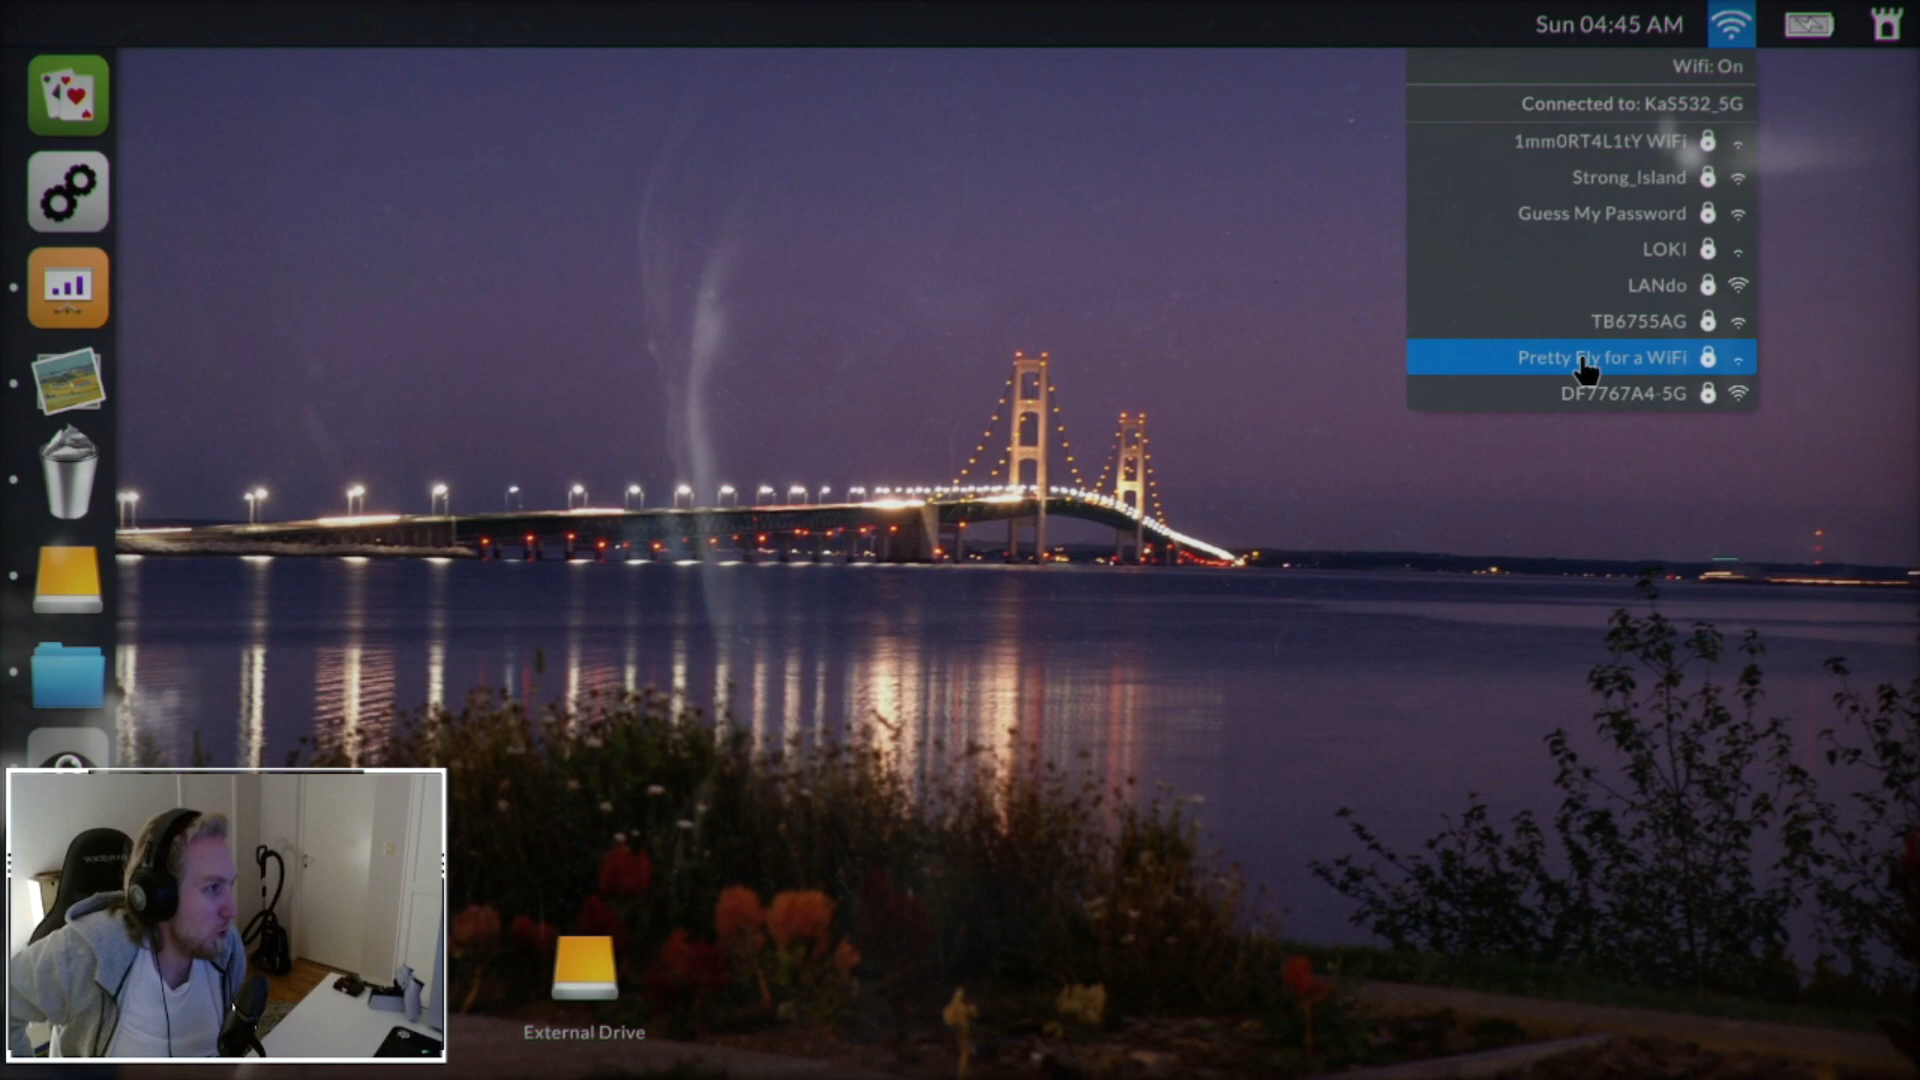 Sun 04:45 AM
Wifi: On
Connected to: KaS532_5G
1mm0RT4L1tY WiFi
Strong_Island
Guess My Password
LOKI
LANdo
TB6755AG
Pretty Fly for a WiFi
DF7767A4-5G
External Drive